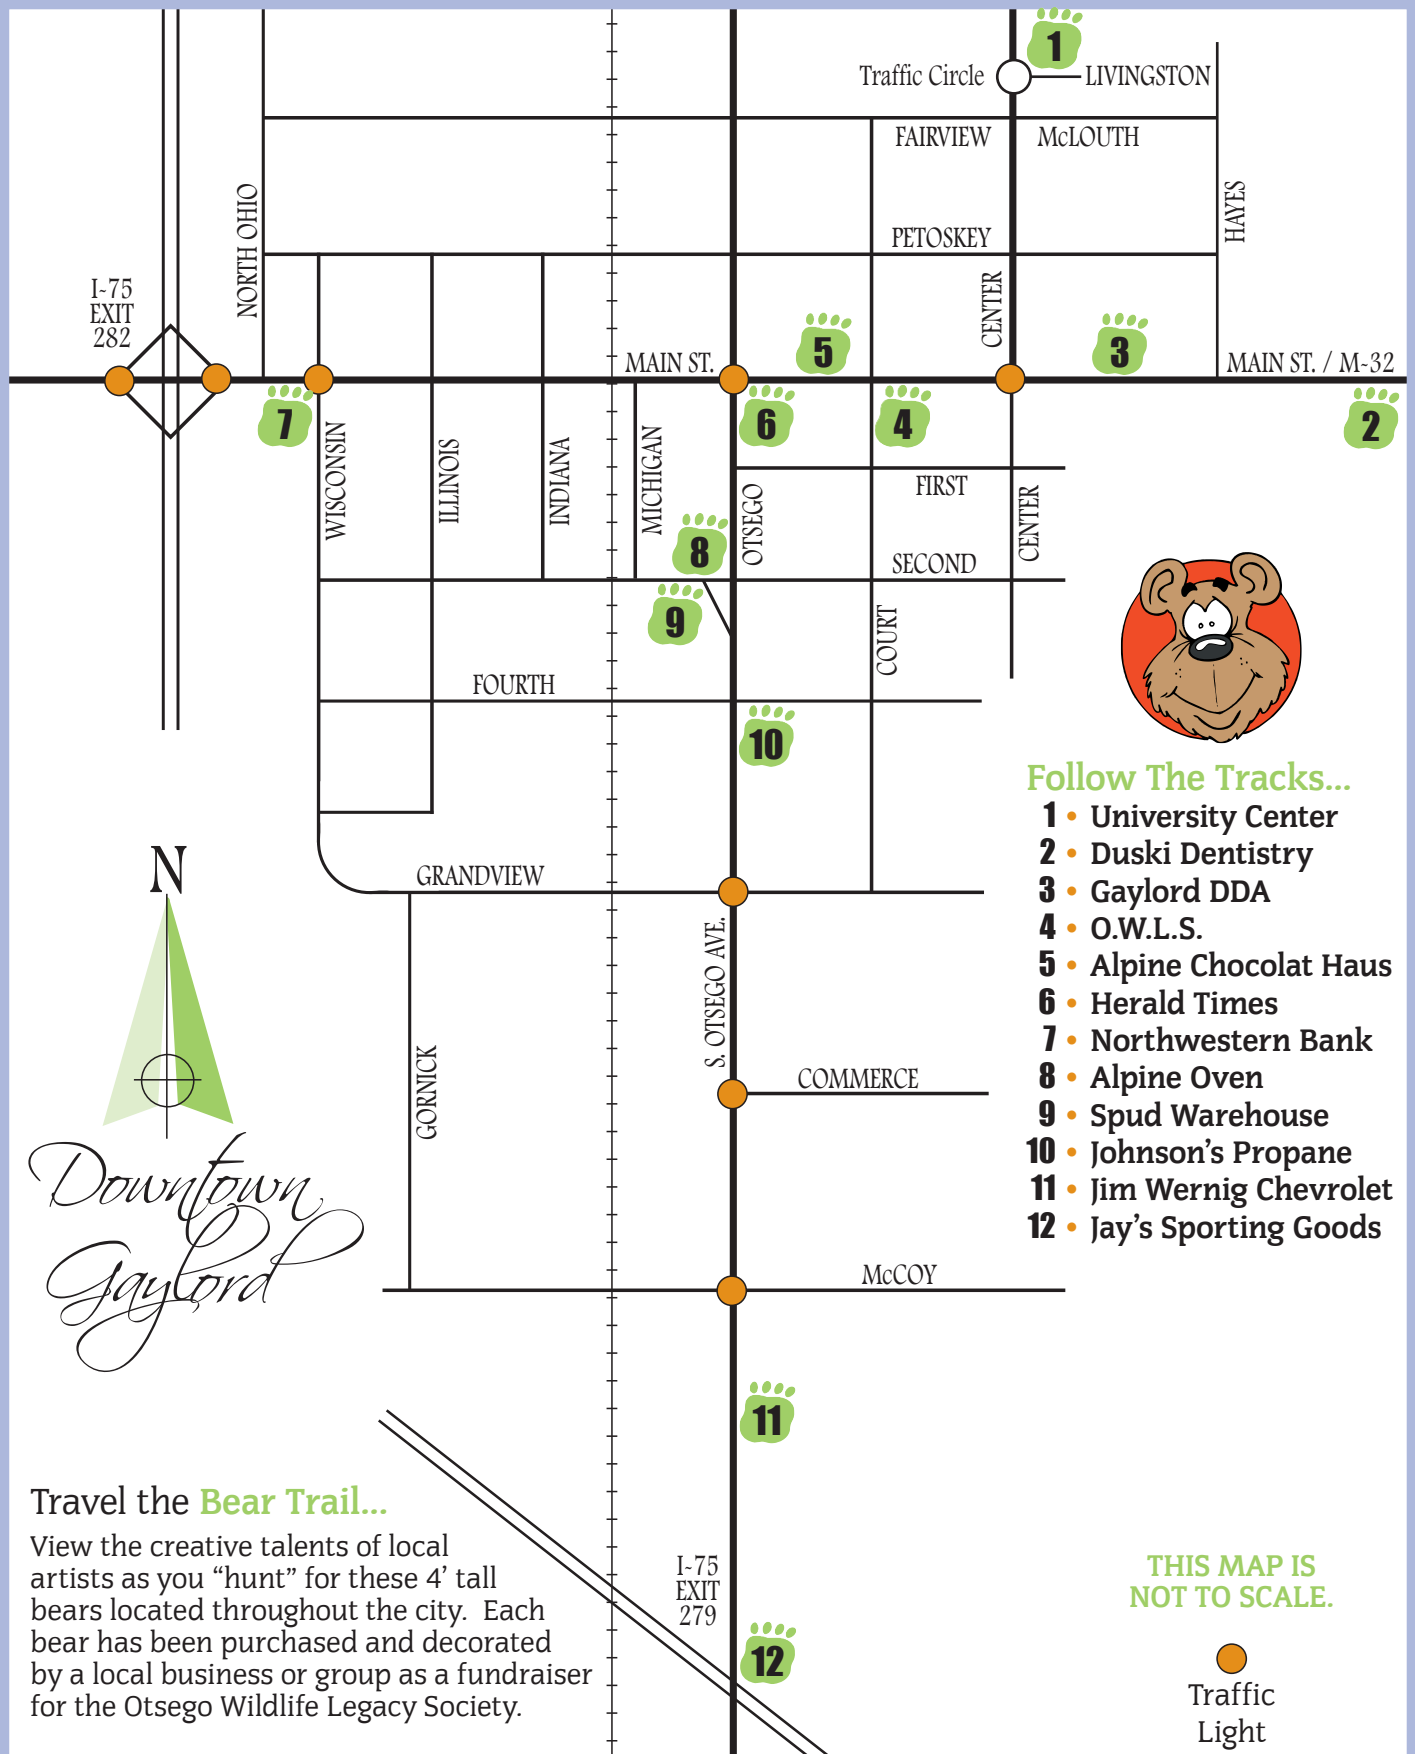 1
Traffic Circle
LIVINGSTON
FAIRVIEW
McLOUTH
NORTH OHIO
HAYES
PETOSKEY
I-75
EXIT
282
CENTER
5
3
MAIN ST.
MAIN ST. / M-32
7
6
4
2
WISCONSIN
ILLINOIS
INDIANA
MICHIGAN
OTSEGO
FIRST
CENTER
8
SECOND
9
COURT
FOURTH
10
Follow The Tracks...
1 • University Center
2 • Duski Dentistry
3 • Gaylord DDA
4 • O.W.L.S.
5 • Alpine Chocolat Haus
6 • Herald Times
7 • Northwestern Bank
8 • Alpine Oven
9 • Spud Warehouse
10 • Johnson’s Propane
11 • Jim Wernig Chevrolet
12 • Jay’s Sporting Goods
N
GRANDVIEW
S. OTSEGO AVE.
GORNICK
COMMERCE
Downtown
Gaylord
McCOY
11
Travel the Bear Trail...
View the creative talents of local
artists as you “hunt” for these 4’ tall
bears located throughout the city. Each
bear has been purchased and decorated
by a local business or group as a fundraiser
for the Otsego Wildlife Legacy Society.
I-75
EXIT
279
12
THIS MAP IS
NOT TO SCALE.
Traffic
Light